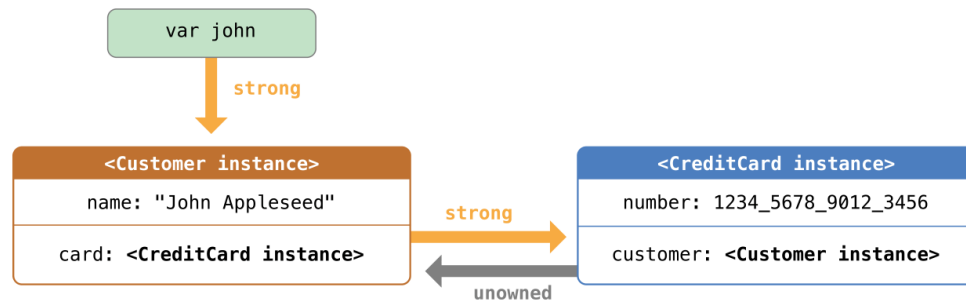 var john
strong
<Customer instance>
name: "John Appleseed"
card: <CreditCard instance>
strong
unowned
<CreditCard instance>
number: 1234_5678_9012_3456
customer: <Customer instance>